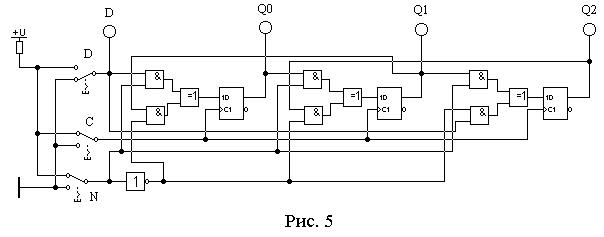 D
Q0
Q1
Q2
+U
D
&
&
=1
1D
C1
&
&
=1
1D
C1
&
&
=1
1D
C1
C
N
1
Рис. 5